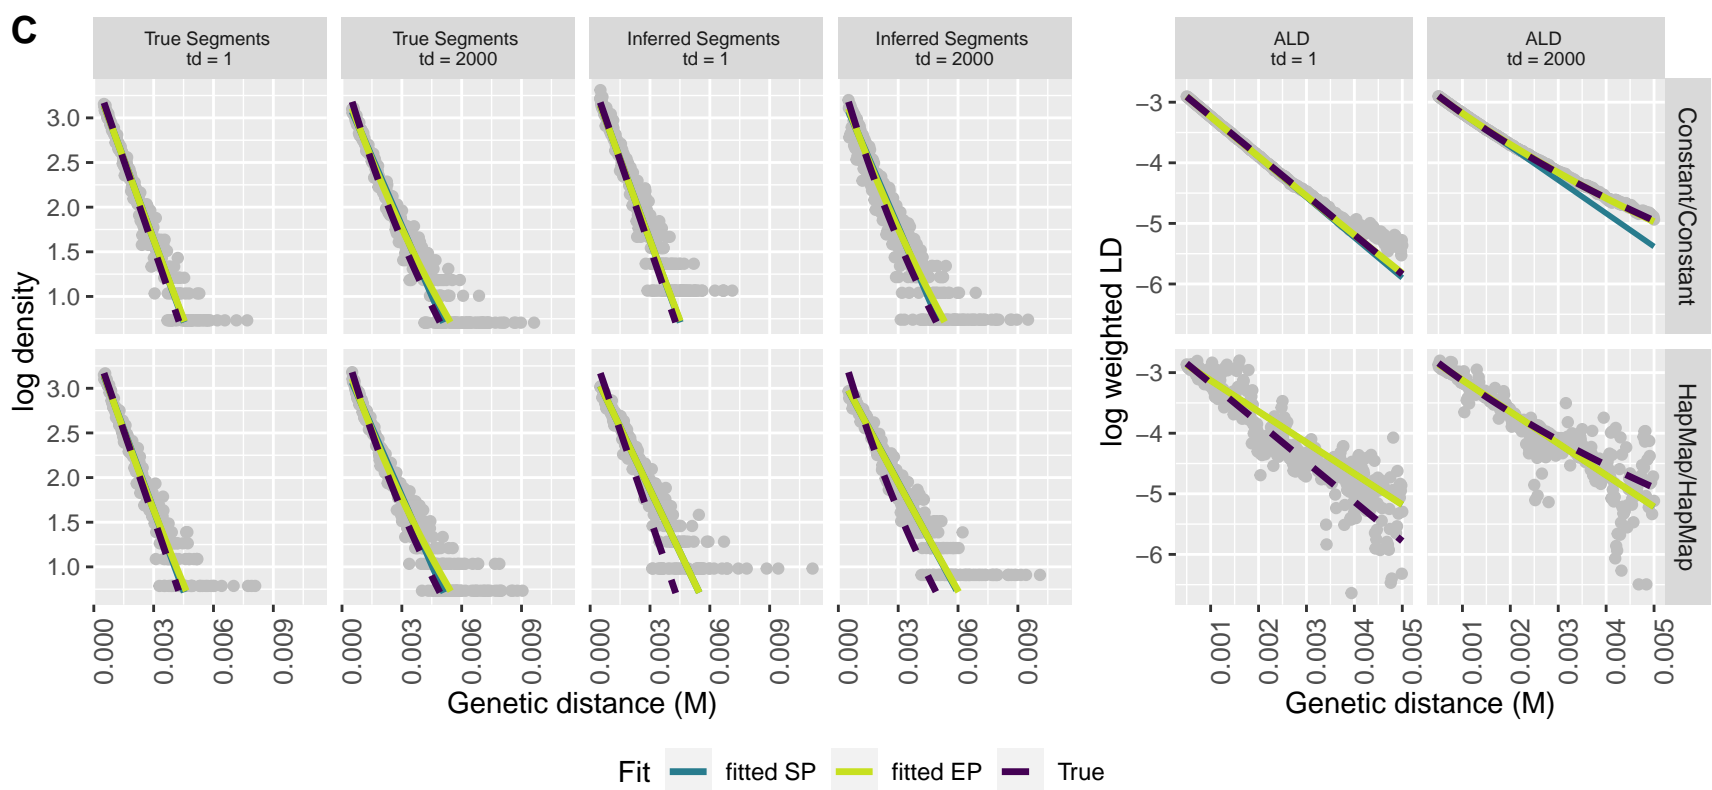 C
True Segments
td = 1
True Segments
td = 2000
Inferred Segments
td = 1
Inferred Segments
td = 2000
ALD
td = 1
ALD
td = 2000
log density
3.0
2.5
2.0
1.5
1.0
3.0
2.5
2.0
1.5
1.0
0.000
0.003
0.006
0.009
0.000
0.003
0.006
0.009
0.000
0.003
0.006
0.009
0.000
0.003
0.006
0.009
Genetic distance (M)
log weighted LD
−3
−4
−5
−6
−3
−4
−5
−6
Constant/Constant
HapMap/HapMap
0.001
0.002
0.003
0.004
0.005
0.001
0.002
0.003
0.004
0.005
Genetic distance (M)
Fit
fitted SP
fitted EP
True